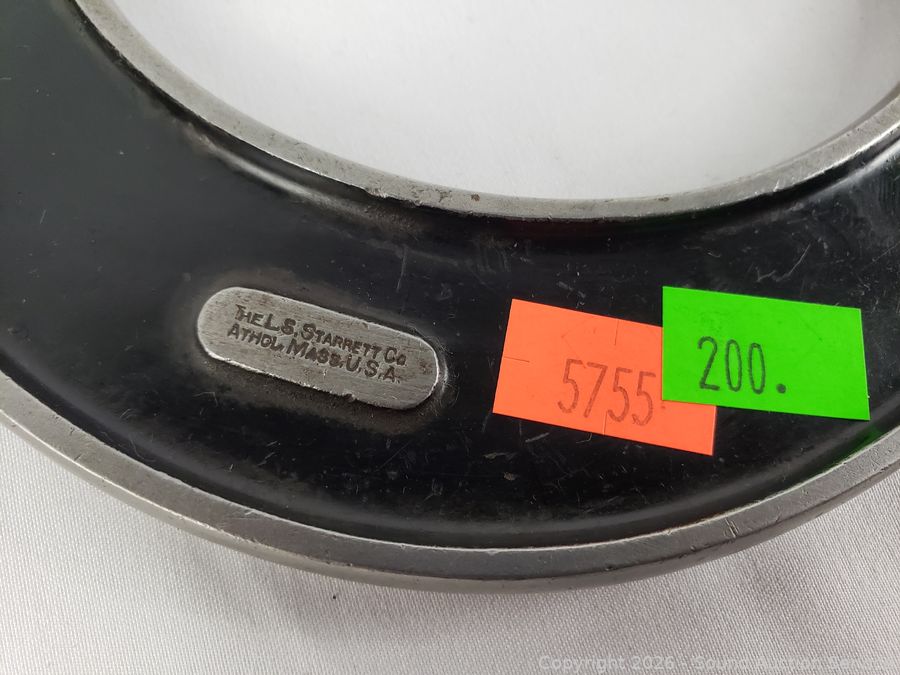 THE L.S. STARRETT CO
ATHOL, MASS. U.S.A.
5755
200.
Copyright 2026 - Sound Auction Service